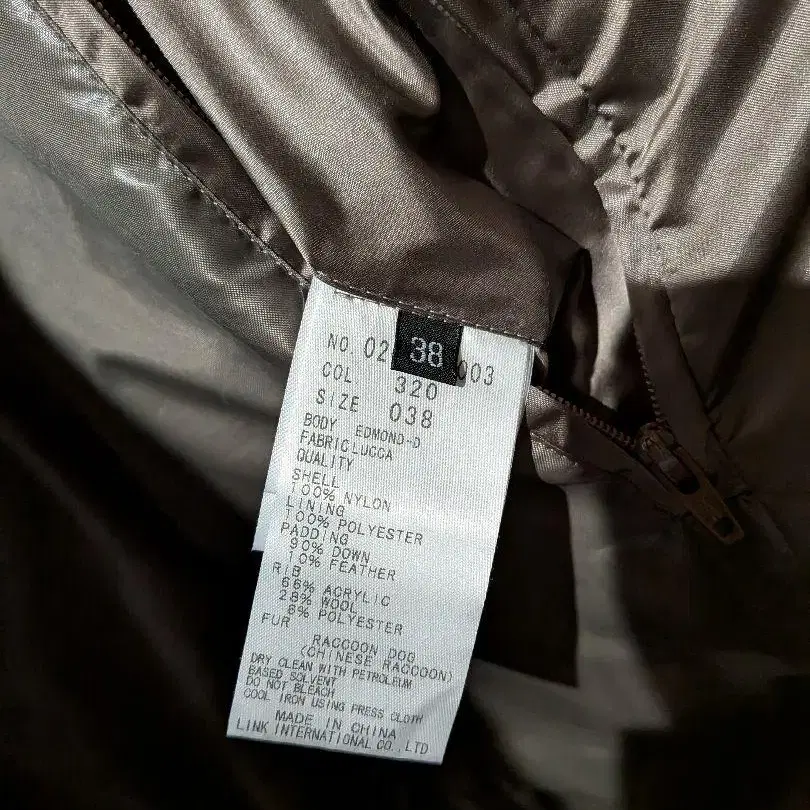 NO. 02 38 003
COL. 320
SIZE 038
BODY EDMOND-D
FABRICLUCCA
QUALITY
SHELL
100% NYLON
LINING
100% POLYESTER
PADDING
90% DOWN
10% FEATHER
RIB
66% ACRYLIC
28% WOOL
6% POLYESTER
FUR
RACCOON DOG
(CHINESE RACCOON)
DRY CLEAN WITH PETROLEUM
BASED SOLVENT
DO NOT BLEACH
COOL IRON USING PRESS CLOTH
MADE IN CHINA
LINK INTERNATIONAL CO.,LTD